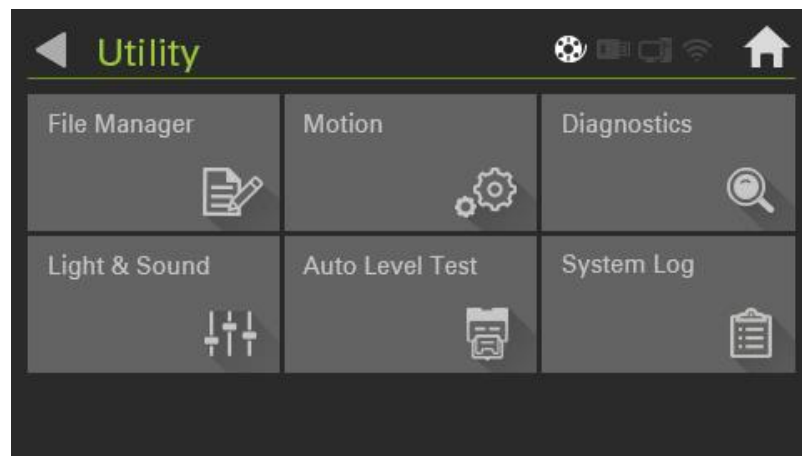 Utility
File Manager
Motion
Diagnostics
Light & Sound
Auto Level Test
System Log